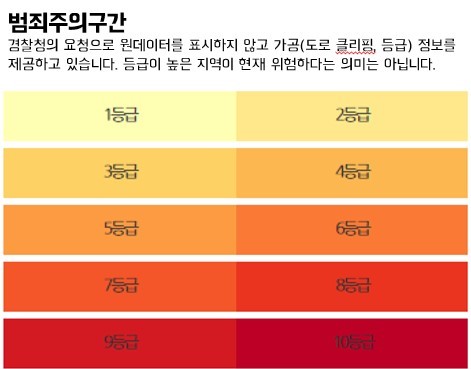 범죄주의구간
경찰청의 요청으로 원데이터를 표시하지 않고 가공(도로 클리핑, 등급) 정보를
제공하고 있습니다. 등급이 높은 지역이 현재 위험하다는 의미는 아닙니다.
1등급 2등급
3등급 4등급
5등급 6등급
7등급 8등급
9등급 10등급